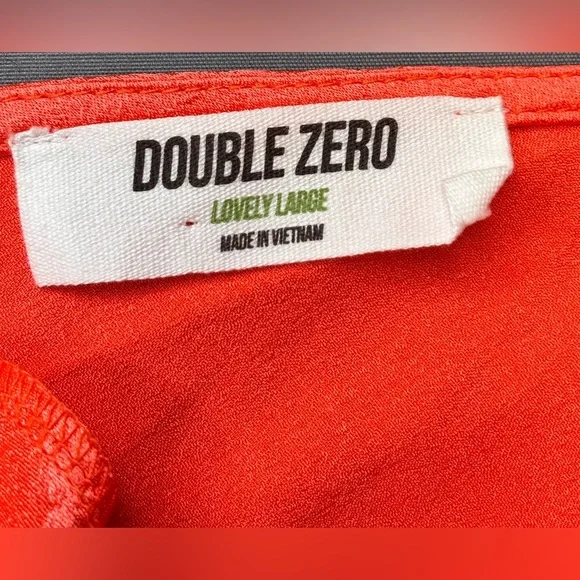 DOUBLE ZERO
LOVELY LARGE
MADE IN VIETNAM